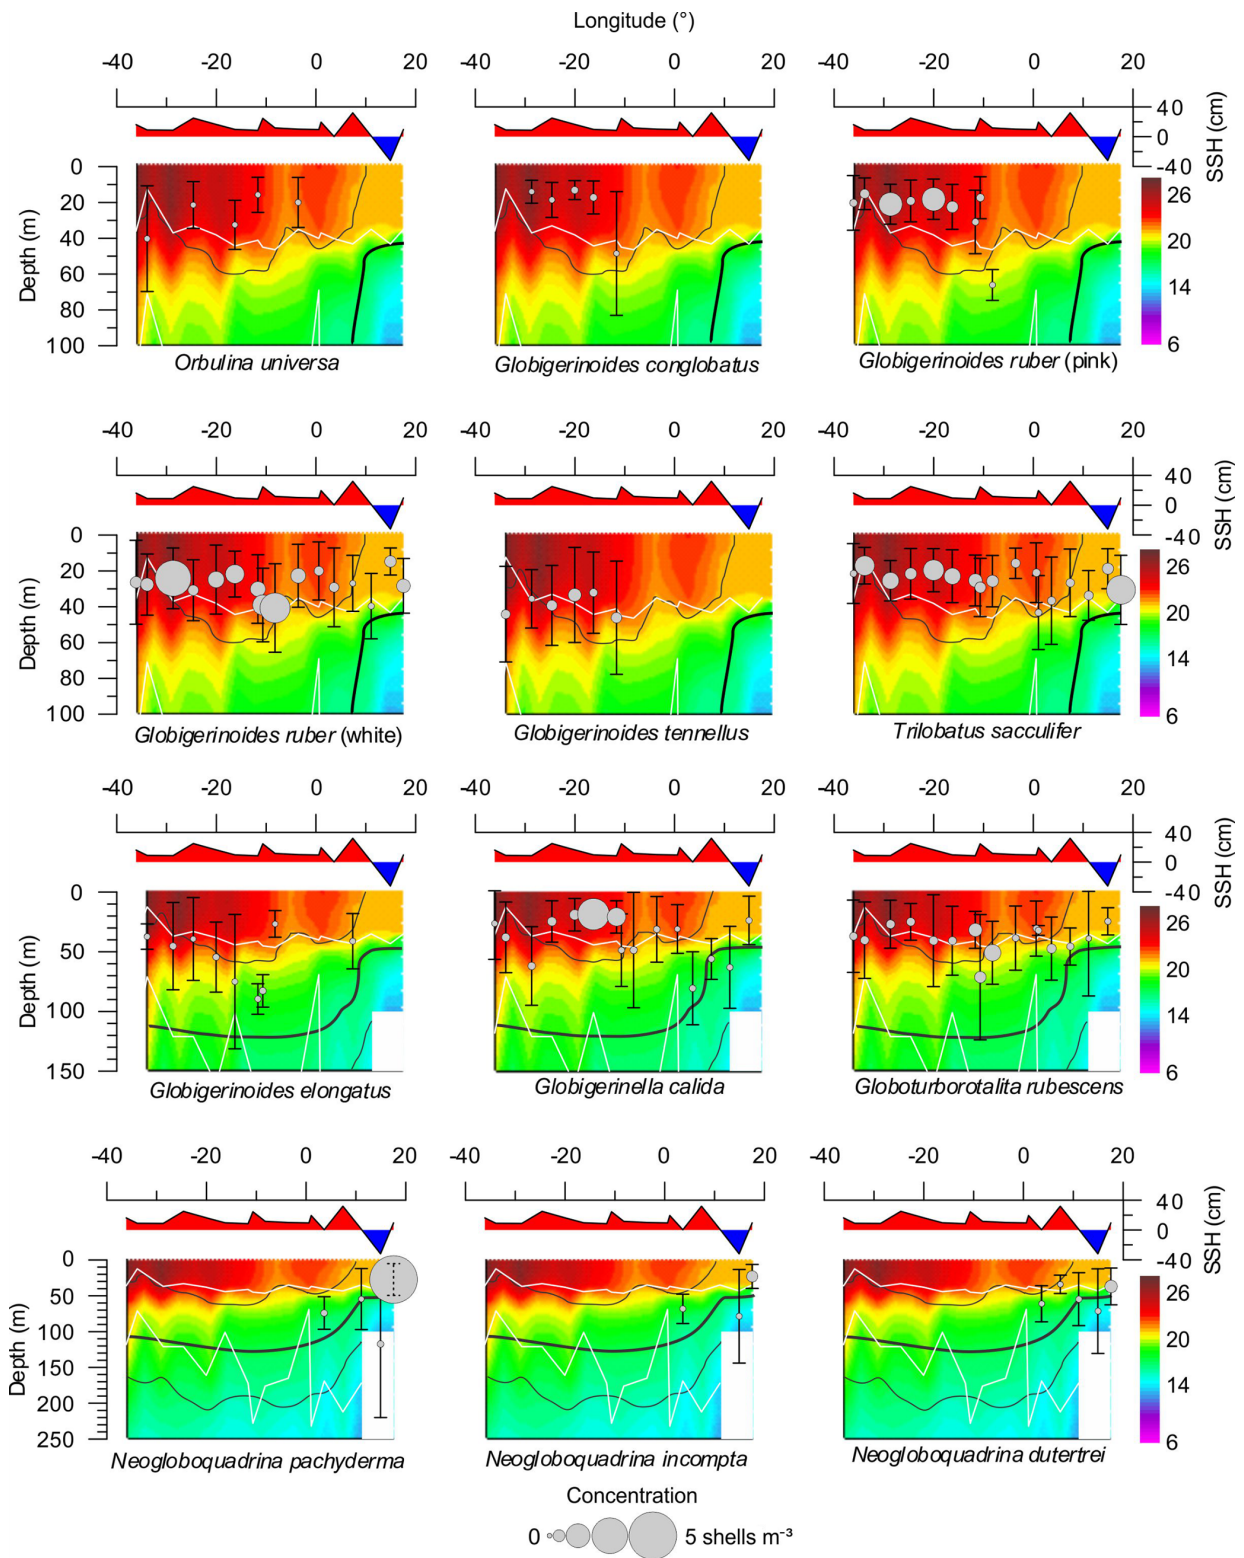 Longitude (°)
-40 -20 0 20 -40 -20 0 20 -40 -20 0 20
40
0
-40
SSH (cm)
0
20
40
60
80
100
Depth (m)
26
20
14
6
Orbulina universa Globigerinoides conglobatus Globigerinoides ruber (pink)
-40 -20 0 20 -40 -20 0 20 -40 -20 0 20
40
0
-40
SSH (cm)
0
20
40
60
80
100
Depth (m)
26
20
14
6
Globigerinoides ruber (white) Globigerinoides tennellus Trilobatus sacculifer
-40 -20 0 20 -40 -20 0 20 -40 -20 0 20
40
0
-40
SSH (cm)
0
50
100
150
Depth (m)
26
20
14
6
Globigerinoides elongatus Globigerinella calida Globoturborotalita rubescens
-40 -20 0 20 -40 -20 0 20 -40 -20 0 20
40
0
-40
SSH (cm)
0
50
100
150
200
250
Depth (m)
26
20
14
6
Neogloboquadrina pachyderma Neogloboquadrina incompta Neogloboquadrina dutertrei
Concentration
0 5 shells m⁻³